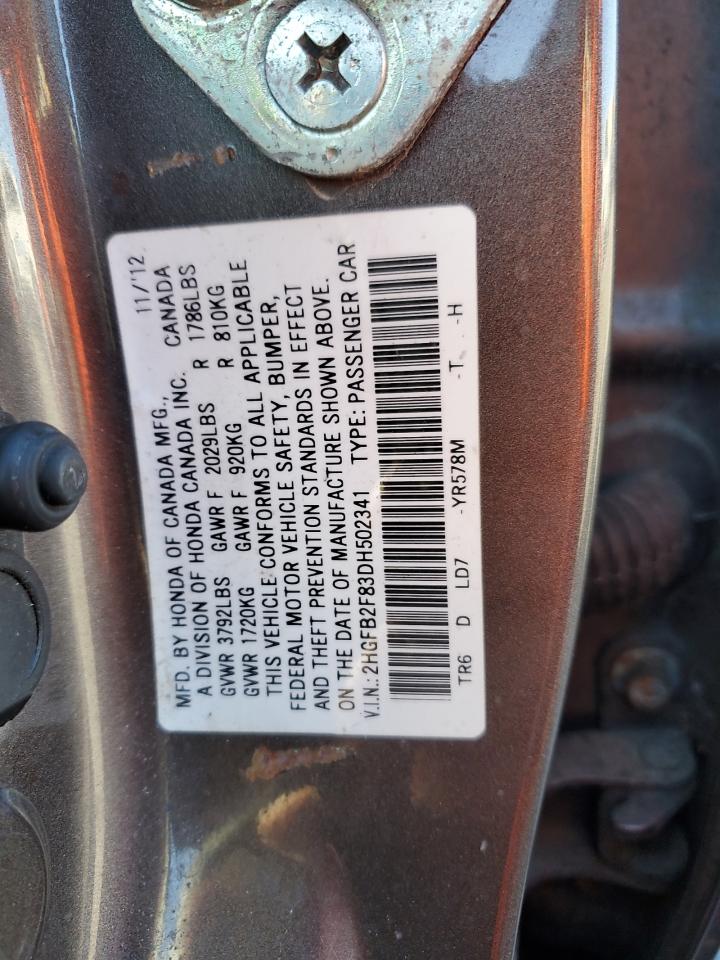 11/'12
MFD. BY HONDA OF CANADA MFG.,
A DIVISION OF HONDA CANADA INC. CANADA
GVWR 3792LBS GAWR F 2029LBS R 1786LBS
GVWR 1720KG GAWR F 920KG R 810KG
THIS VEHICLE CONFORMS TO ALL APPLICABLE
FEDERAL MOTOR VEHICLE SAFETY, BUMPER,
AND THEFT PREVENTION STANDARDS IN EFFECT
ON THE DATE OF MANUFACTURE SHOWN ABOVE.
V.I.N.: 2HGFB2F83DH502341 TYPE: PASSENGER CAR
TR6 D LD7 -YR578M -T -H